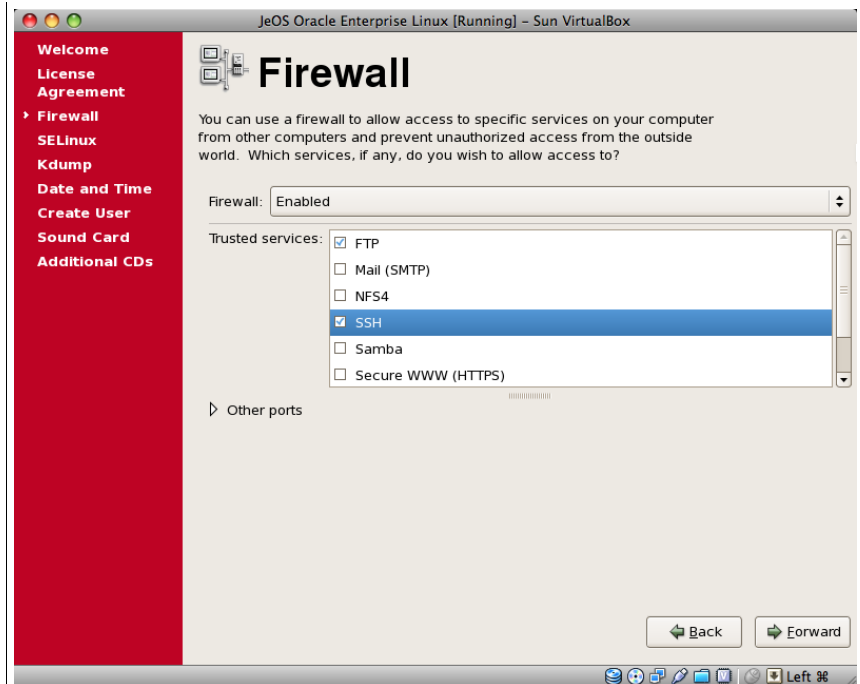 JeOS Oracle Enterprise Linux [Running] – Sun VirtualBox
Welcome
License
Agreement
Firewall
SELinux
Kdump
Date and Time
Create User
Sound Card
Additional CDs
Firewall
You can use a firewall to allow access to specific services on your computer
from other computers and prevent unauthorized access from the outside
world.  Which services, if any, do you wish to allow access to?
Firewall: Enabled
Trusted services:
FTP
Mail (SMTP)
NFS4
SSH
Samba
Secure WWW (HTTPS)
Other ports
Back
Forward
Left ⌘